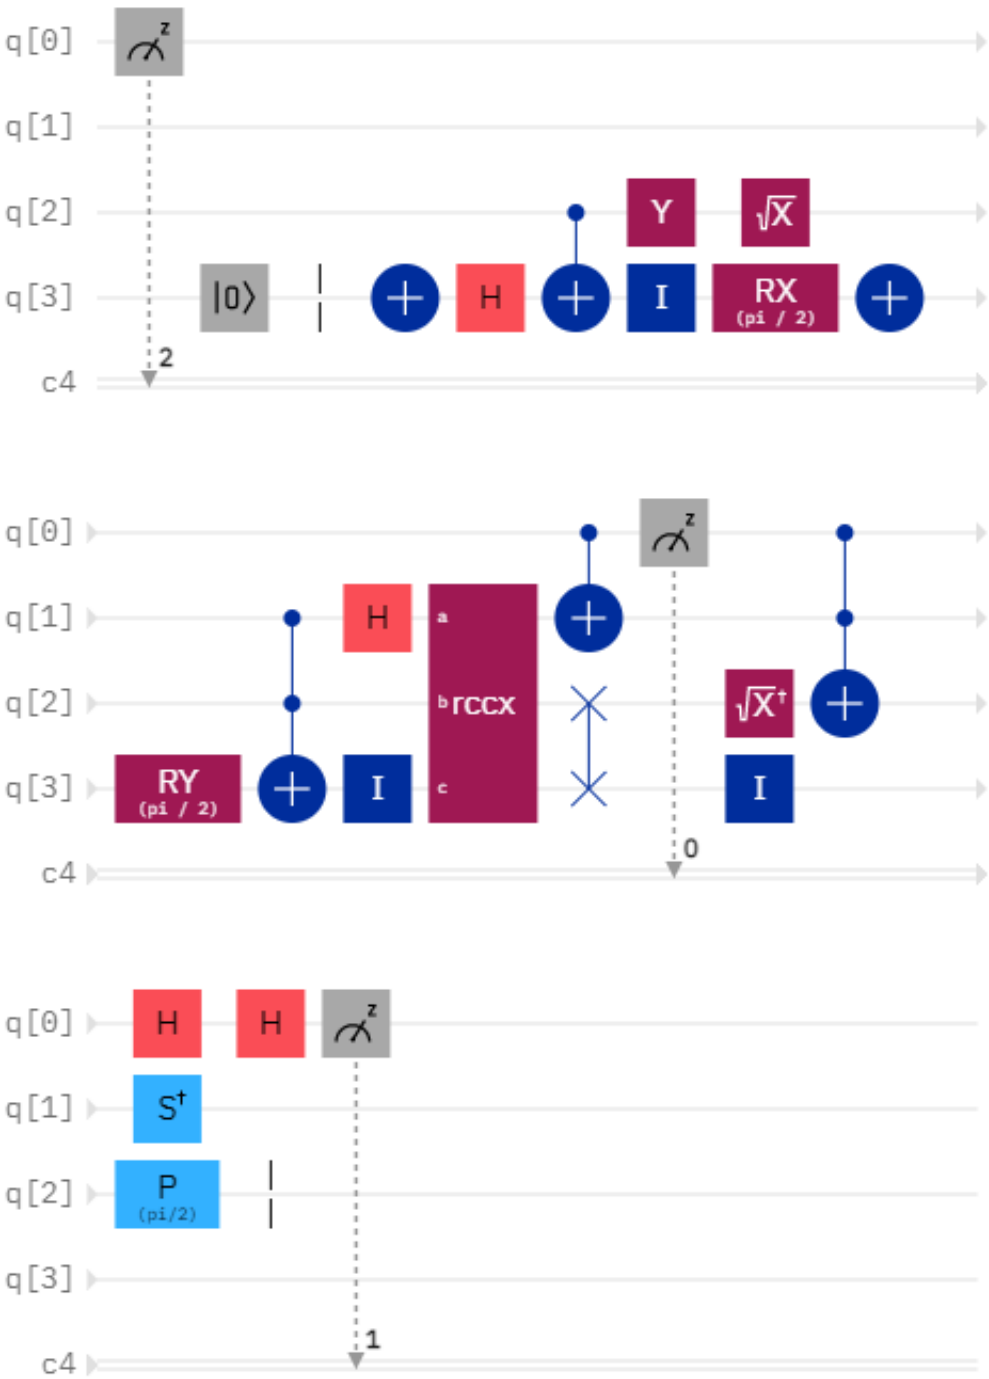 q[0] z
q[1]
q[2] Y √X
q[3] |0⟩ H I RX (pi / 2)
2
c4
q[0] z
q[1] H a
q[2] b rccx √X†
q[3] RY (pi / 2) I c I
0
c4
q[0] H H z
q[1] S†
q[2] P (pi/2)
q[3]
1
c4